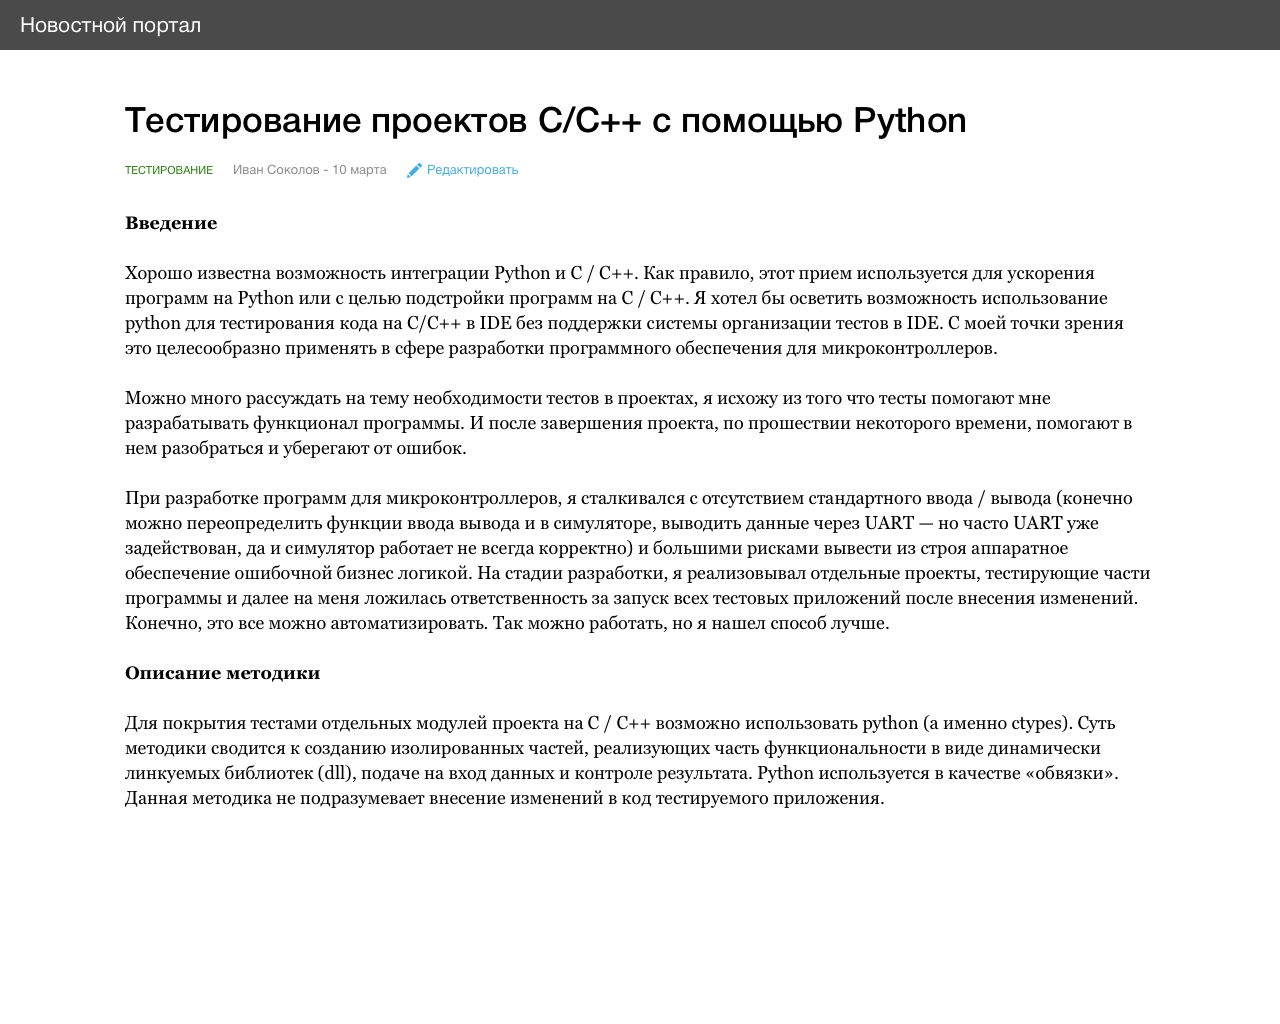 Новостной портал
Тестирование проектов C/C++ с помощью Python
ТЕСТИРОВАНИЕ Иван Соколов - 10 марта Редактировать
Введение
Хорошо известна возможность интеграции Python и C / C++. Как правило, этот прием используется для ускорения
программ на Python или с целью подстройки программ на C / C++. Я хотел бы осветить возможность использование
python для тестирования кода на C/C++ в IDE без поддержки системы организации тестов в IDE. С моей точки зрения
это целесообразно применять в сфере разработки программного обеспечения для микроконтроллеров.
Можно много рассуждать на тему необходимости тестов в проектах, я исхожу из того что тесты помогают мне
разрабатывать функционал программы. И после завершения проекта, по прошествии некоторого времени, помогают в
нем разобраться и уберегают от ошибок.
При разработке программ для микроконтроллеров, я сталкивался с отсутствием стандартного ввода / вывода (конечно
можно переопределить функции ввода вывода и в симуляторе, выводить данные через UART — но часто UART уже
задействован, да и симулятор работает не всегда корректно) и большими рисками вывести из строя аппаратное
обеспечение ошибочной бизнес логикой. На стадии разработки, я реализовывал отдельные проекты, тестирующие части
программы и далее на меня ложилась ответственность за запуск всех тестовых приложений после внесения изменений.
Конечно, это все можно автоматизировать. Так можно работать, но я нашел способ лучше.
Описание методики
Для покрытия тестами отдельных модулей проекта на C / C++ возможно использовать python (а именно ctypes). Суть
методики сводится к созданию изолированных частей, реализующих часть функциональности в виде динамически
линкуемых библиотек (dll), подаче на вход данных и контроле результата. Python используется в качестве «обвязки».
Данная методика не подразумевает внесение изменений в код тестируемого приложения.